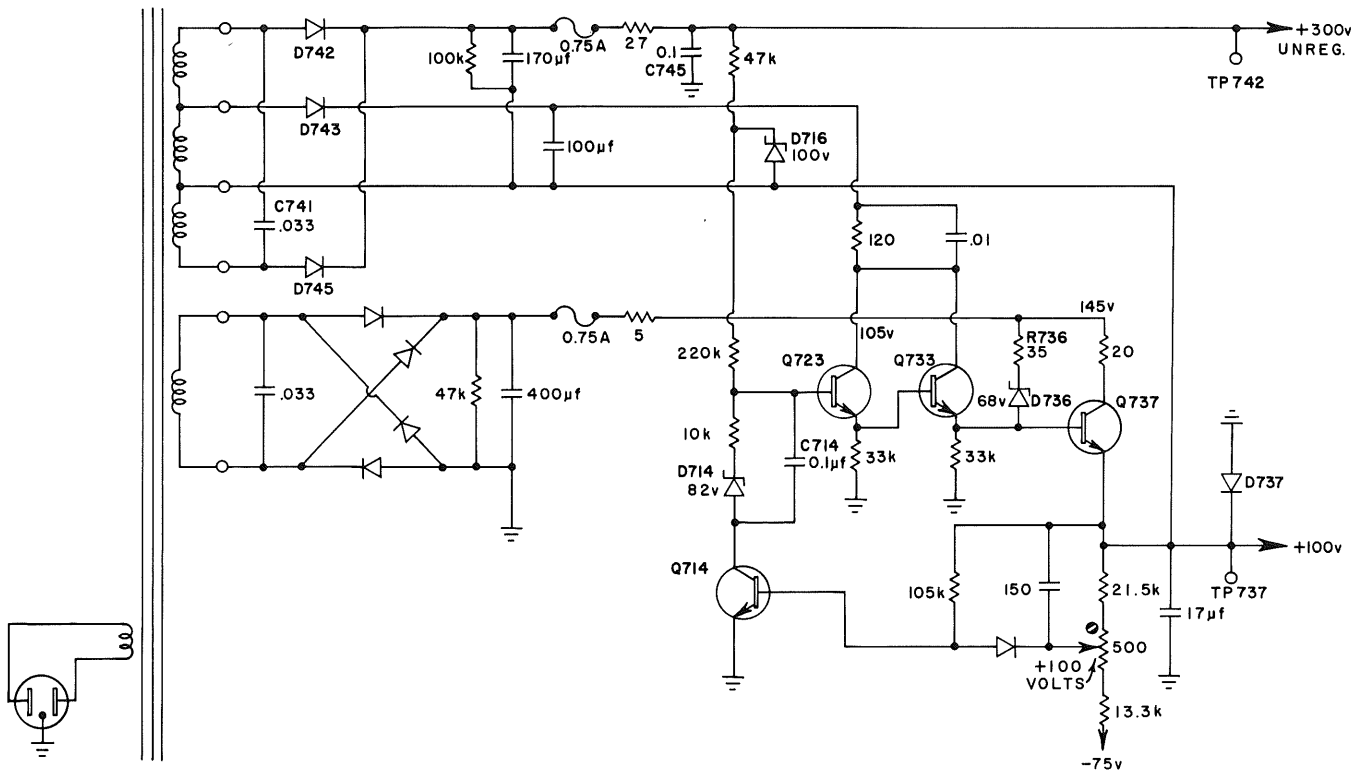 D742
100k
170µf
0.75A
27
0.1
C745
47k
+300v
UNREG.
TP742
D743
100µf
D716
100v
C741
.033
D745
120
.01
.033
47k
400µf
0.75A
5
220k
105v
Q723
Q733
R736
35
145v
20
68v
D736
Q737
10k
C714
0.1µf
33k
33k
D714
82v
D737
Q714
105k
150
21.5k
+100v
TP737
17µf
500
+100
VOLTS
13.3k
-75v